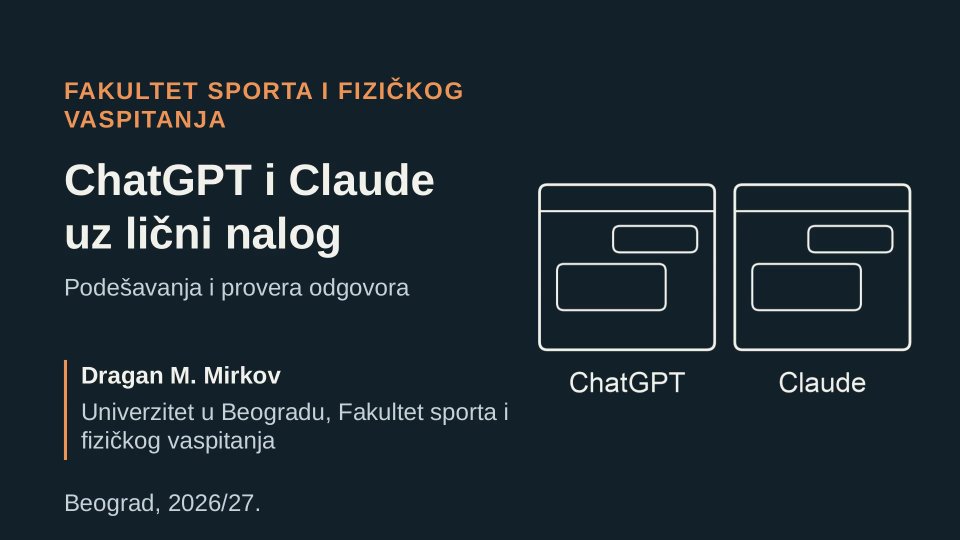 FAKULTET SPORTA I FIZIČKOG
VASPITANJA
ChatGPT i Claude
uz lični nalog
Podešavanja i provera odgovora
Dragan M. Mirkov
Univerzitet u Beogradu, Fakultet sporta i
fizičkog vaspitanja
Beograd, 2026/27.
ChatGPT
Claude